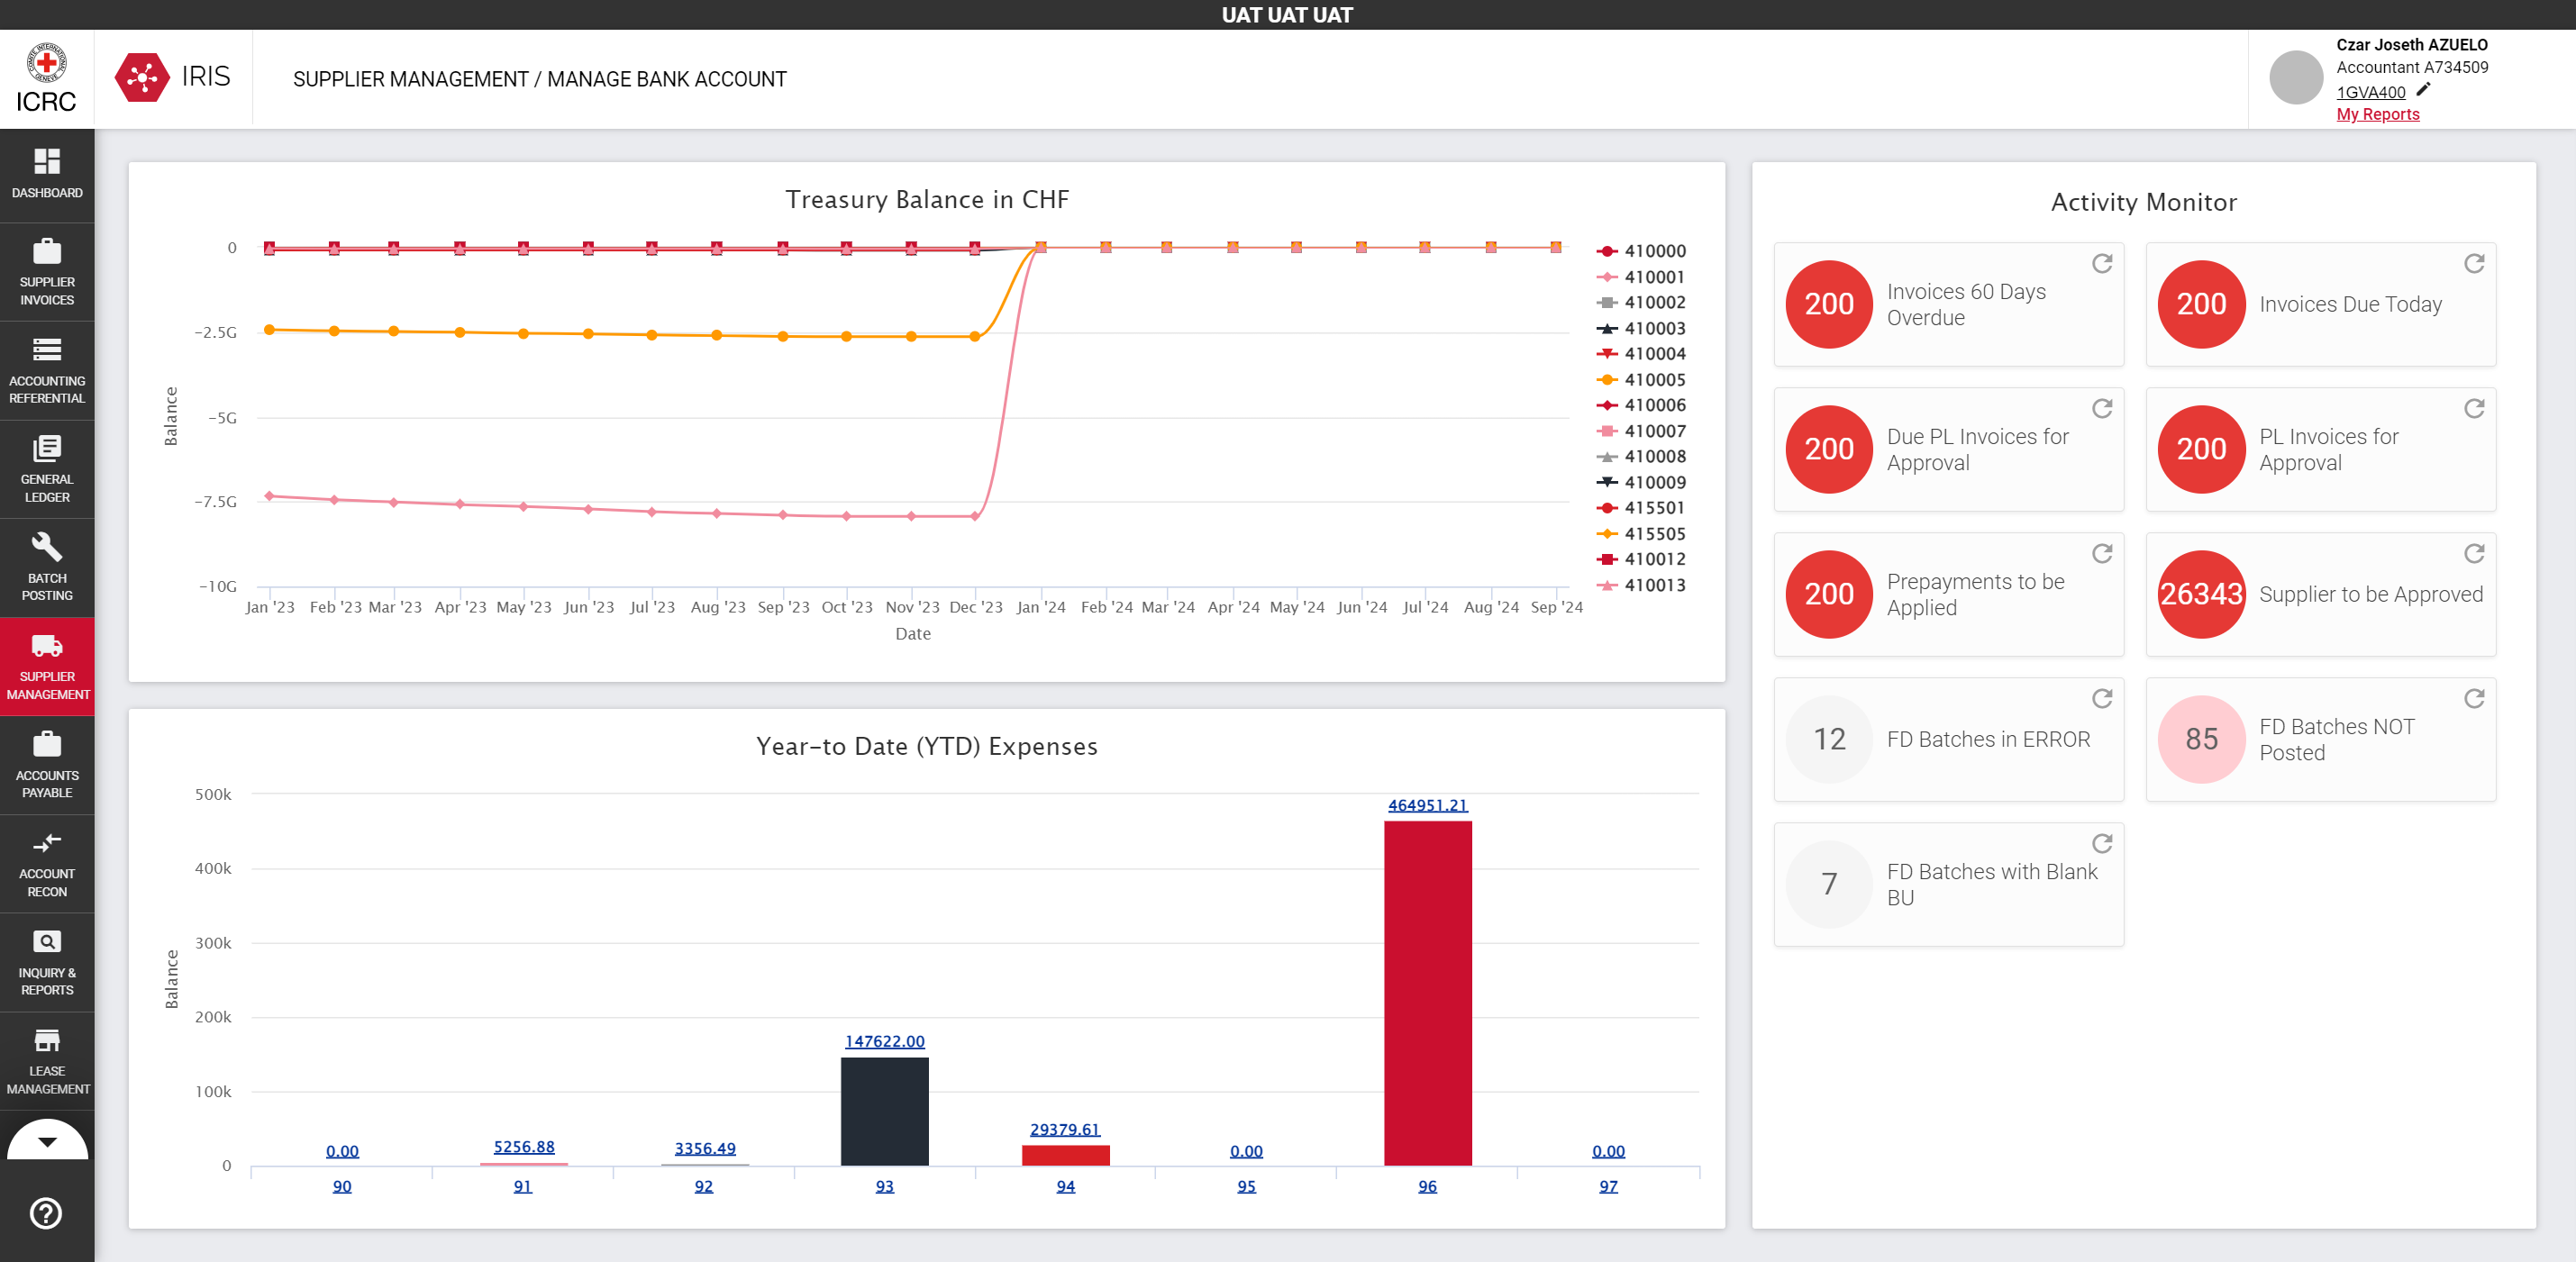 UAT UAT UAT
COMITE INTERNATIONAL GENEVE
ICRC
IRIS
SUPPLIER MANAGEMENT / MANAGE BANK ACCOUNT
Czar Joseth AZUELO
Accountant A734509
1GVA400
My Reports
DASHBOARD
SUPPLIER
INVOICES
ACCOUNTING
REFERENTIAL
GENERAL
LEDGER
BATCH
POSTING
SUPPLIER
MANAGEMENT
ACCOUNTS
PAYABLE
ACCOUNT
RECON
INQUIRY &
REPORTS
LEASE
MANAGEMENT
Treasury Balance in CHF
Balance
0
-2.5G
-5G
-7.5G
-10G
Jan '23 Feb '23 Mar '23 Apr '23 May '23 Jun '23 Jul '23 Aug '23 Sep '23 Oct '23 Nov '23 Dec '23 Jan '24 Feb '24 Mar '24 Apr '24 May '24 Jun '24 Jul '24 Aug '24 Sep '24
Date
410000
410001
410002
410003
410004
410005
410006
410007
410008
410009
415501
415505
410012
410013
Year-to Date (YTD) Expenses
Balance
500k
400k
300k
200k
100k
0
0.00 5256.88 3356.49 147622.00 29379.61 0.00 464951.21 0.00
90 91 92 93 94 95 96 97
Activity Monitor
200
Invoices 60 Days
Overdue
200
Invoices Due Today
200
Due PL Invoices for
Approval
200
PL Invoices for
Approval
200
Prepayments to be
Applied
26343
Supplier to be Approved
12
FD Batches in ERROR
85
FD Batches NOT
Posted
7
FD Batches with Blank
BU